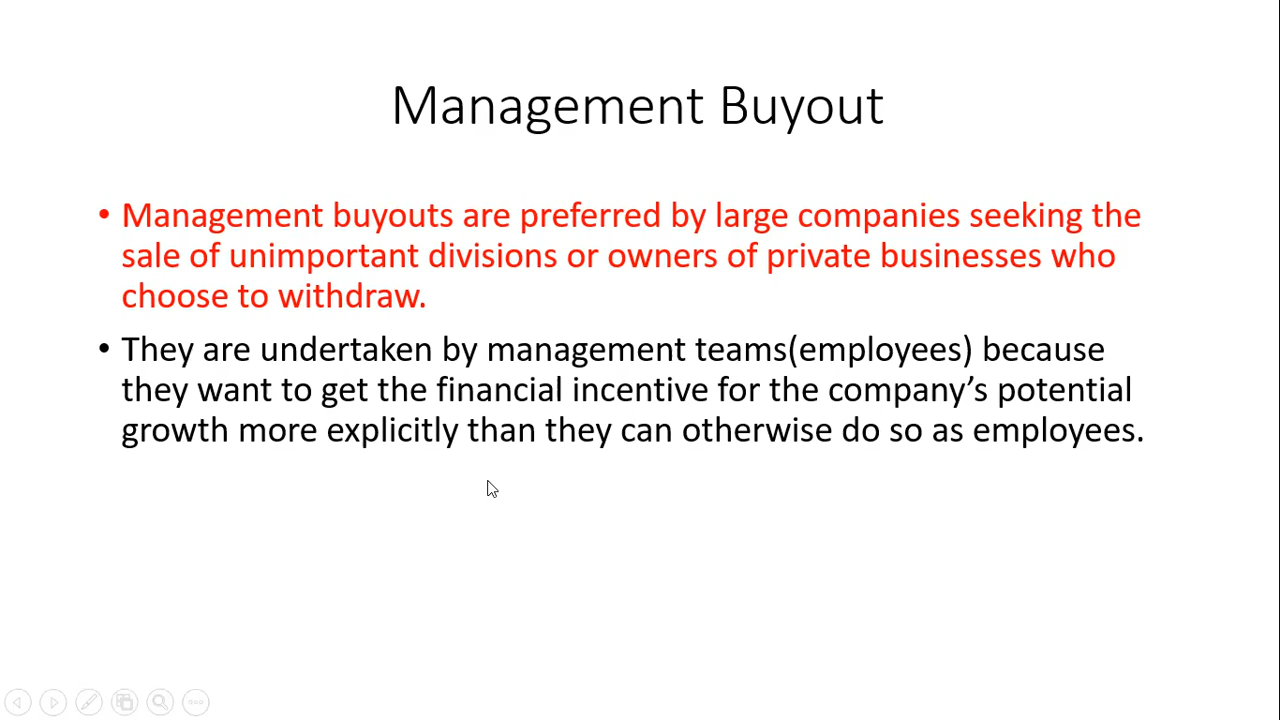 Management Buyout
• Management buyouts are preferred by large companies seeking the
sale of unimportant divisions or owners of private businesses who
choose to withdraw.
• They are undertaken by management teams(employees) because
they want to get the financial incentive for the company’s potential
growth more explicitly than they can otherwise do so as employees.